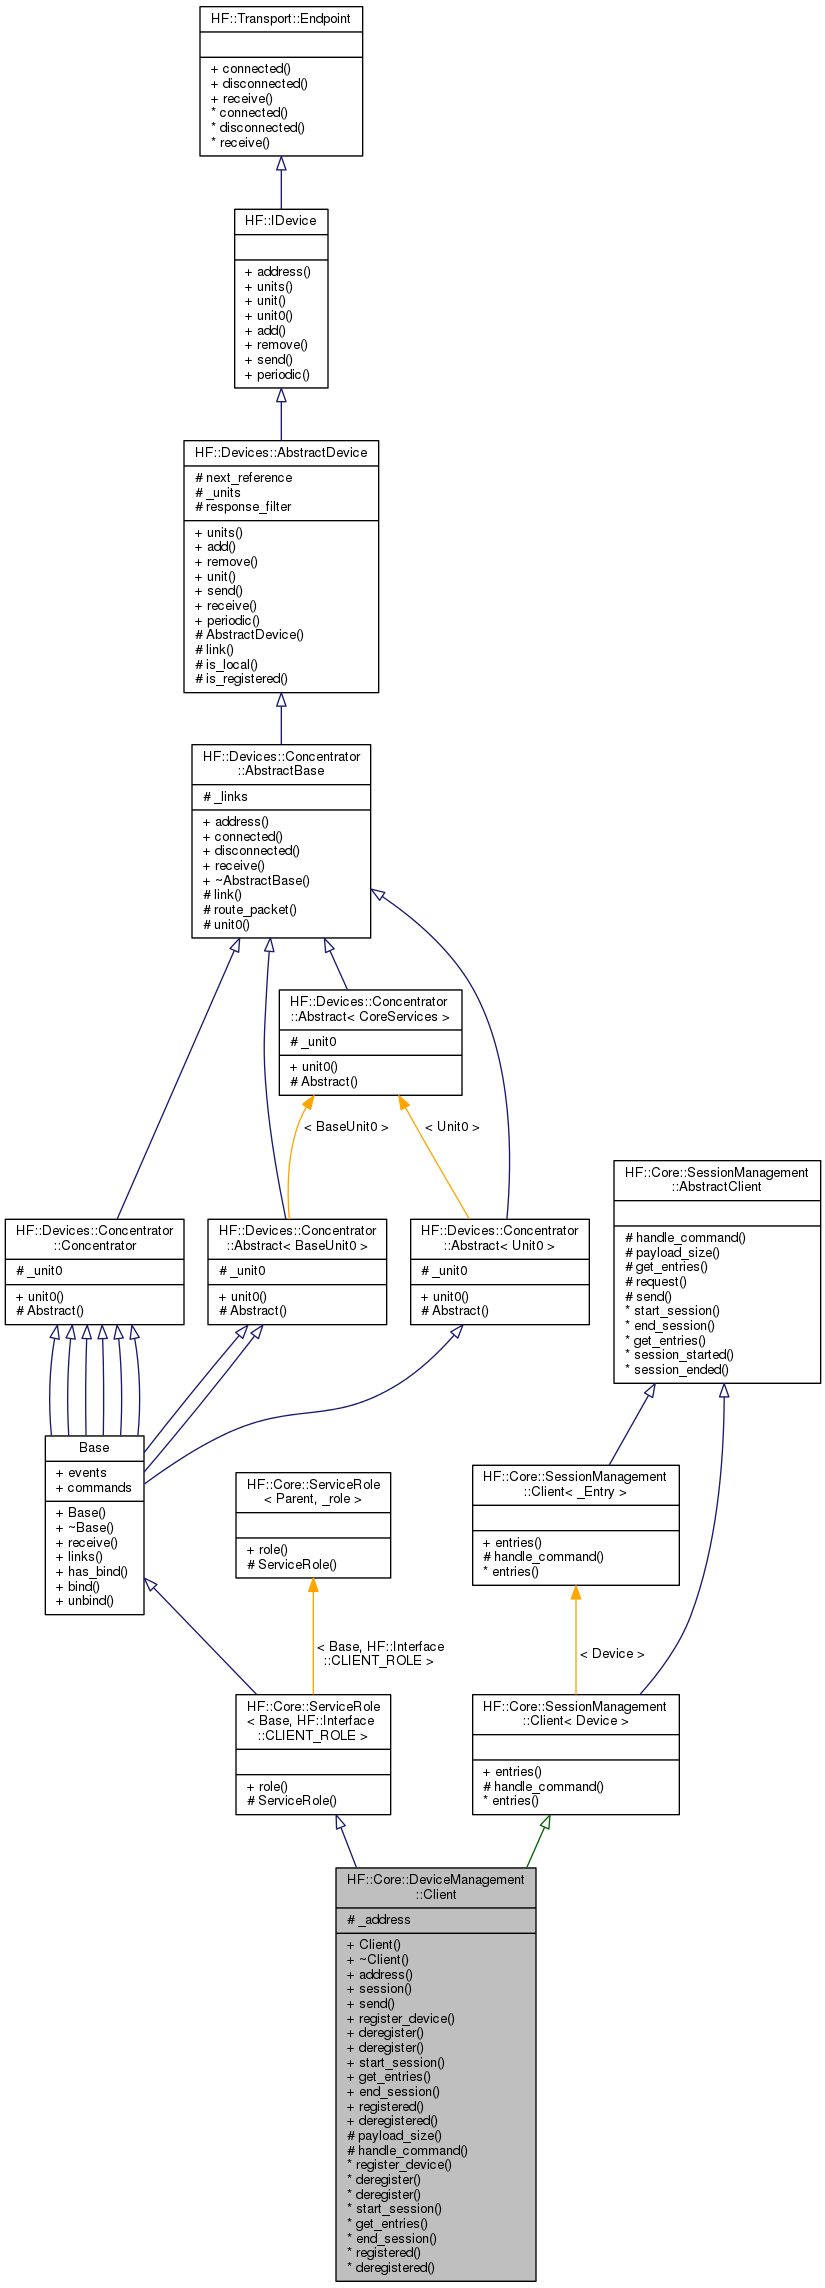 HF::Transport::Endpoint
+ connected()
+ disconnected()
+ receive()
* connected()
* disconnected()
* receive()
HF::IDevice
+ address()
+ units()
+ unit()
+ unit0()
+ add()
+ remove()
+ send()
+ periodic()
HF::Devices::AbstractDevice
# next_reference
# _units
# response_filter
+ units()
+ add()
+ remove()
+ unit()
+ send()
+ receive()
+ periodic()
# AbstractDevice()
# link()
# is_local()
# is_registered()
HF::Devices::Concentrator
::AbstractBase
# _links
+ address()
+ connected()
+ disconnected()
+ receive()
+ ~AbstractBase()
# link()
# route_packet()
# unit0()
HF::Devices::Concentrator
::Abstract< CoreServices >
# _unit0
+ unit0()
# Abstract()
< BaseUnit0 >
< Unit0 >
HF::Core::SessionManagement
::AbstractClient
# handle_command()
# payload_size()
# get_entries()
# request()
# send()
* start_session()
* end_session()
* get_entries()
* session_started()
* session_ended()
HF::Devices::Concentrator
::Concentrator
# _unit0
+ unit0()
# Abstract()
HF::Devices::Concentrator
::Abstract< BaseUnit0 >
# _unit0
+ unit0()
# Abstract()
HF::Devices::Concentrator
::Abstract< Unit0 >
# _unit0
+ unit0()
# Abstract()
Base
+ events
+ commands
+ Base()
+ ~Base()
+ receive()
+ links()
+ has_bind()
+ bind()
+ unbind()
HF::Core::ServiceRole
< Parent, _role >
+ role()
# ServiceRole()
HF::Core::SessionManagement
::Client< _Entry >
+ entries()
# handle_command()
* entries()
< Base, HF::Interface
::CLIENT_ROLE >
< Device >
HF::Core::ServiceRole
< Base, HF::Interface
::CLIENT_ROLE >
+ role()
# ServiceRole()
HF::Core::SessionManagement
::Client< Device >
+ entries()
# handle_command()
* entries()
HF::Core::DeviceManagement
::Client
# _address
+ Client()
+ ~Client()
+ address()
+ session()
+ send()
+ register_device()
+ deregister()
+ deregister()
+ start_session()
+ get_entries()
+ end_session()
+ registered()
+ deregistered()
# payload_size()
# handle_command()
* register_device()
* deregister()
* deregister()
* start_session()
* get_entries()
* end_session()
* registered()
* deregistered()